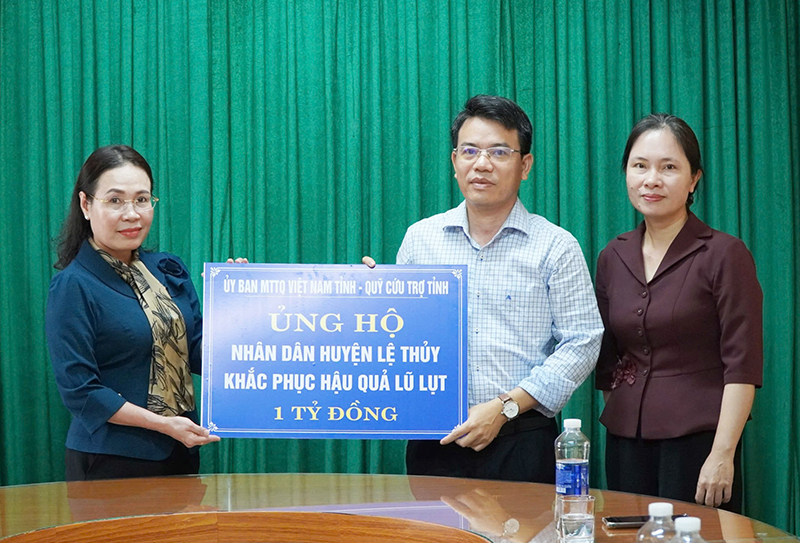 ỦY BAN MTTQ VIỆT NAM TỈNH - QUỸ CỨU TRỢ TỈNH
ỦNG HỘ
NHÂN DÂN HUYỆN LỆ THỦY
KHẮC PHỤC HẬU QUẢ LŨ LỤT
1 TỶ ĐỒNG